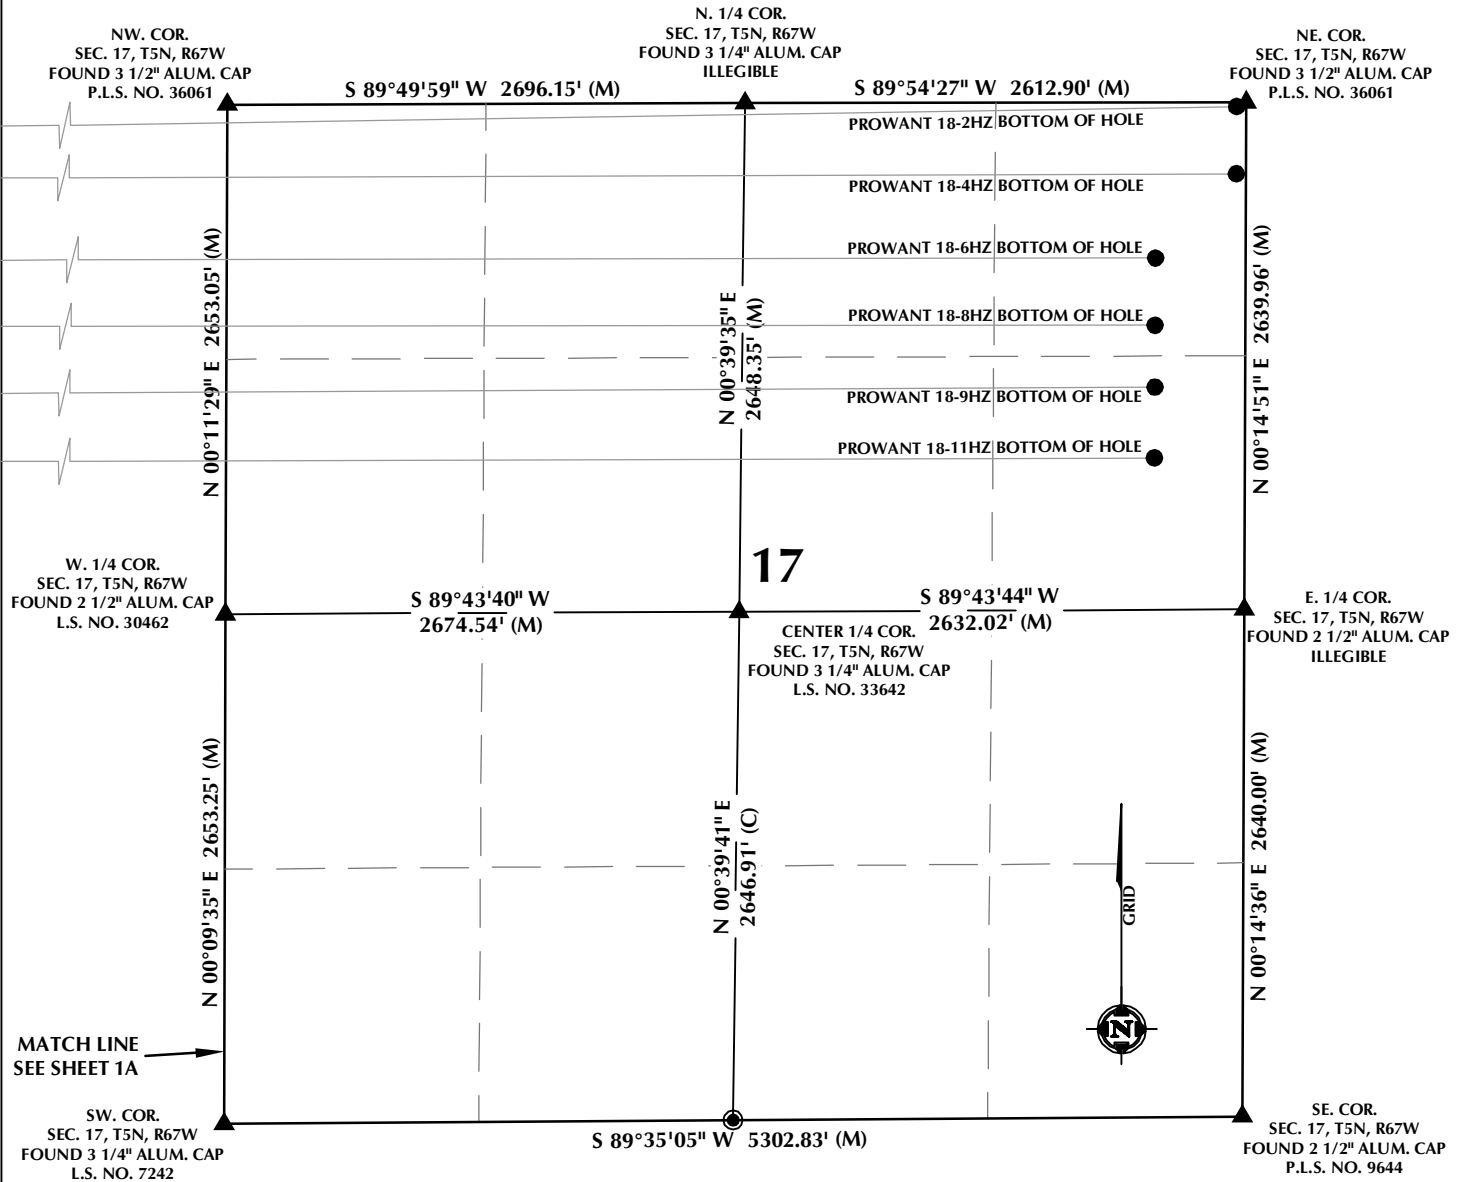 NW. COR.
SEC. 17, T5N, R67W
FOUND 3 1/2" ALUM. CAP
P.L.S. NO. 36061
N. 1/4 COR.
SEC. 17, T5N, R67W
FOUND 3 1/4" ALUM. CAP
ILLEGIBLE
NE. COR.
SEC. 17, T5N, R67W
FOUND 3 1/2" ALUM. CAP
P.L.S. NO. 36061
S 89°49'59" W 2696.15' (M)
S 89°54'27" W 2612.90' (M)
PROWANT 18-2HZ BOTTOM OF HOLE
PROWANT 18-4HZ BOTTOM OF HOLE
PROWANT 18-6HZ BOTTOM OF HOLE
PROWANT 18-8HZ BOTTOM OF HOLE
PROWANT 18-9HZ BOTTOM OF HOLE
PROWANT 18-11HZ BOTTOM OF HOLE
N 00°11'29" E 2653.05' (M)
N 00°39'35" E
2648.35' (M)
N 00°14'51" E 2639.96' (M)
17
W. 1/4 COR.
SEC. 17, T5N, R67W
FOUND 2 1/2" ALUM. CAP
L.S. NO. 30462
S 89°43'40" W
2674.54' (M)
S 89°43'44" W
2632.02' (M)
CENTER 1/4 COR.
SEC. 17, T5N, R67W
FOUND 3 1/4" ALUM. CAP
L.S. NO. 33642
E. 1/4 COR.
SEC. 17, T5N, R67W
FOUND 2 1/2" ALUM. CAP
ILLEGIBLE
N 00°09'35" E 2653.25' (M)
N 00°39'41" E
2646.91' (C)
N 00°14'36" E 2640.00' (M)
GRID
N
MATCH LINE
SEE SHEET 1A
SW. COR.
SEC. 17, T5N, R67W
FOUND 3 1/4" ALUM. CAP
L.S. NO. 7242
S 89°35'05" W 5302.83' (M)
SE. COR.
SEC. 17, T5N, R67W
FOUND 2 1/2" ALUM. CAP
P.L.S. NO. 9644